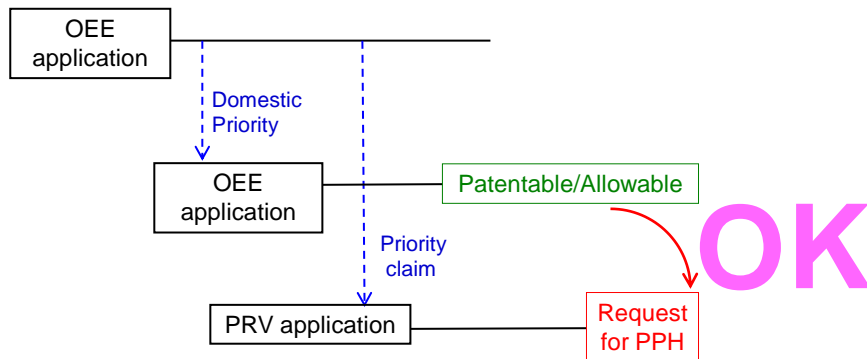 OEE
application
Domestic
Priority
OEE
application
Patentable/Allowable
OK
Priority
claim
PRV application
Request
for PPH